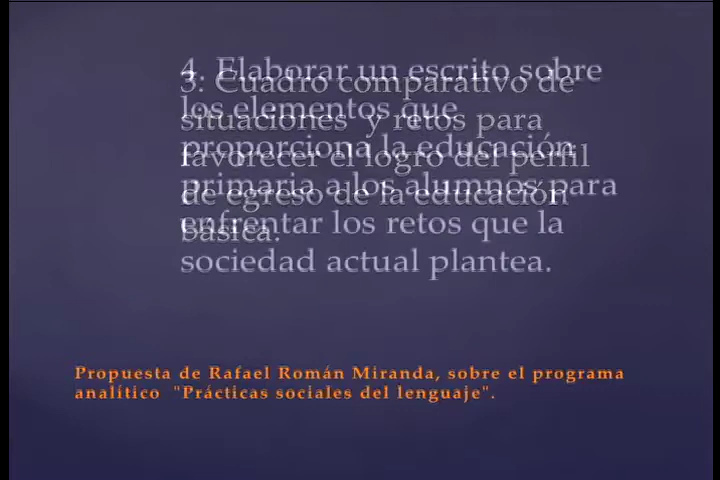 4. Elaborar un escrito sobre
los elementos que
proporciona la educación
primaria a los alumnos para
enfrentar los retos que la
sociedad actual plantea.
3. Cuadro comparativo de
situaciones y retos para
favorecer el logro del perfil
de egreso de la educación
básica.
Propuesta de Rafael Román Miranda, sobre el programa
analítico "Prácticas sociales del lenguaje".